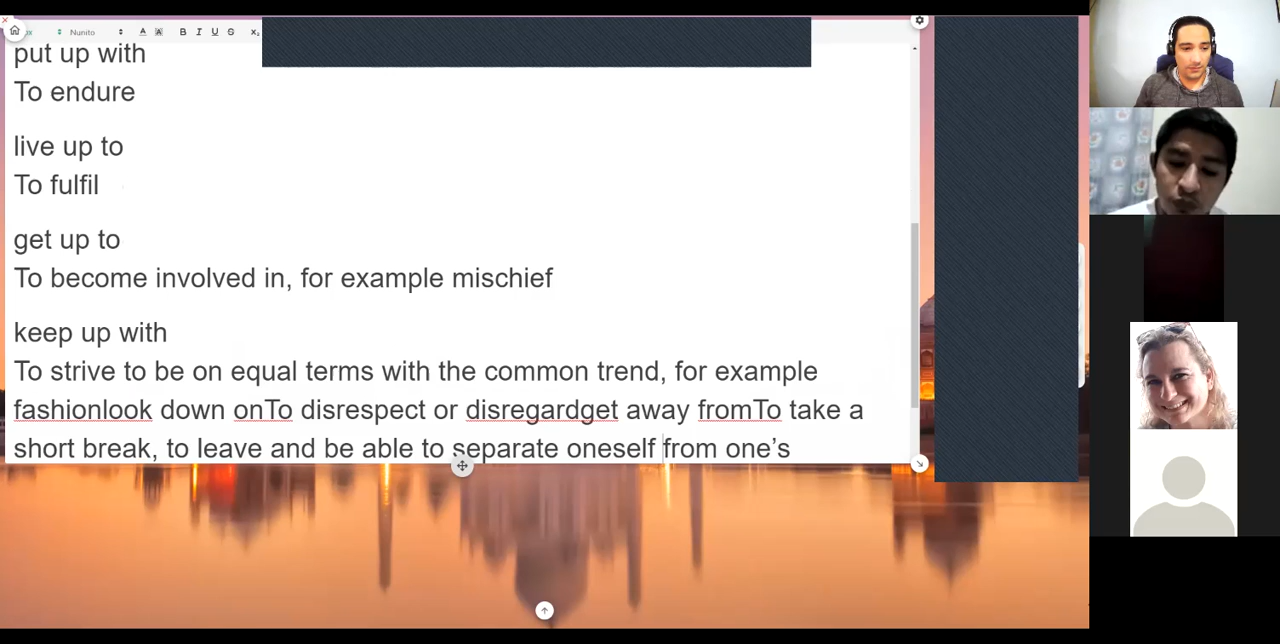 Nunito B I U S X₂
put up with
To endure
live up to
To fulfil
get up to
To become involved in, for example mischief
keep up with
To strive to be on equal terms with the common trend, for example
fashionlook down onTo disrespect or disregardget away fromTo take a
short break, to leave and be able to separate oneself from one’s